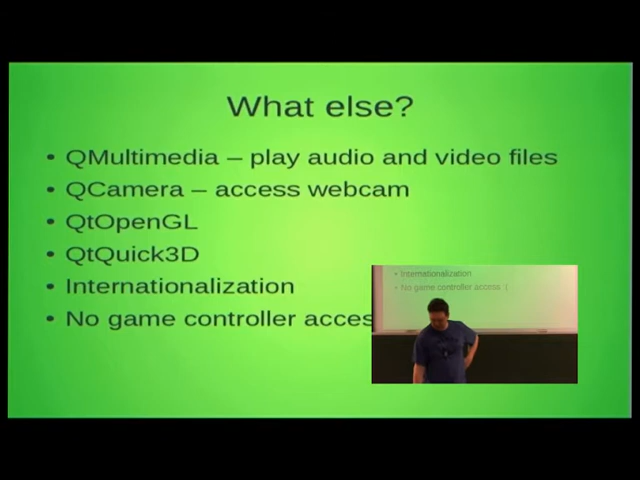 What else?
• QMultimedia – play audio and video files
• QCamera – access webcam
• QtOpenGL
• QtQuick3D
• Internationalization
• No game controller acces
• Internationalization
• No game controller access :(